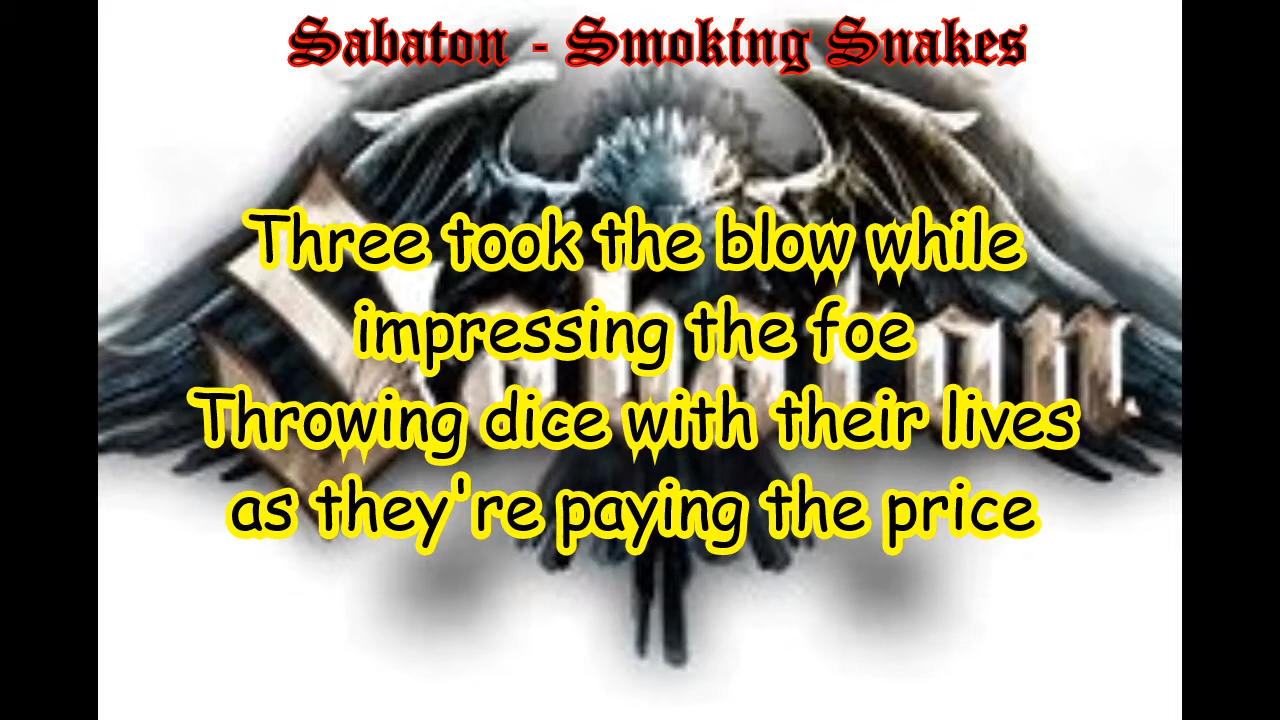 Sabaton - Smoking Snakes
Three took the blow while
impressing the foe
Sabaton
Throwing dice with their lives
as they're paying the price